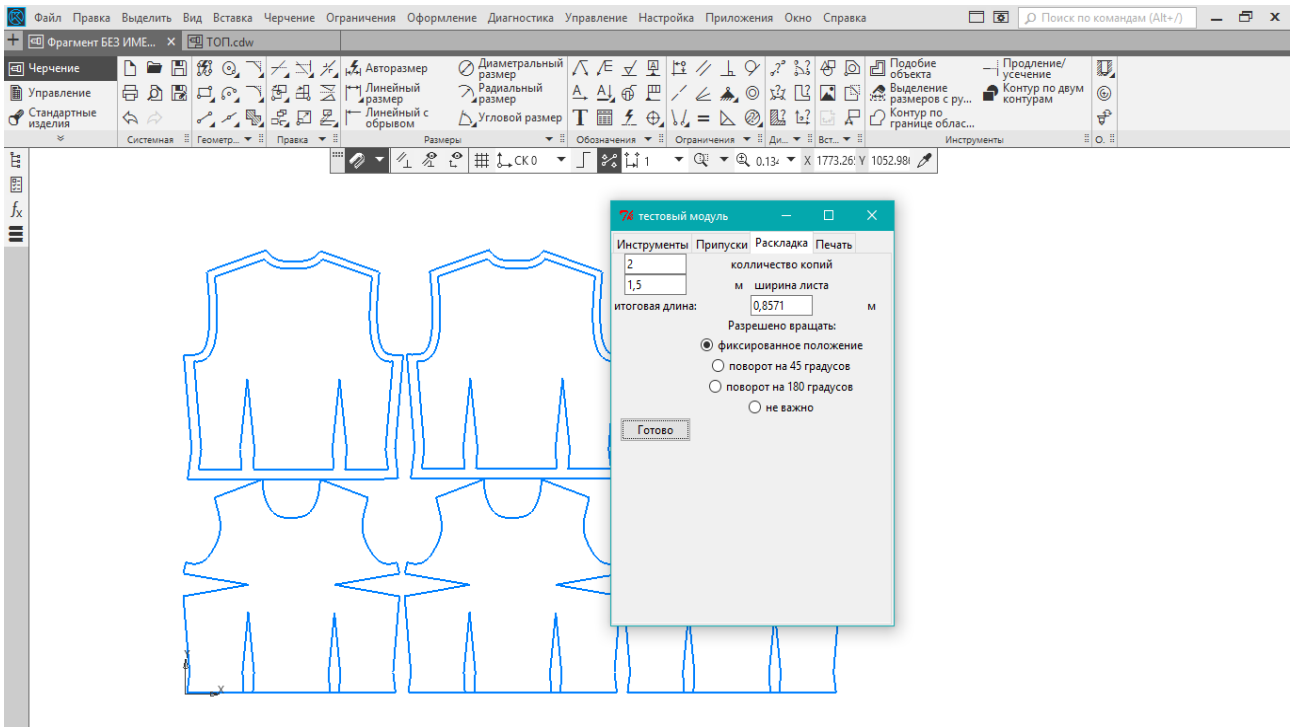 Файл Правка Выделить Вид Вставка Черчение Ограничения Оформление Диагностика Управление Настройка Приложения Окно Справка Поиск по командам (Alt+/)
Фрагмент БЕЗ ИМЕ... ТОП.cdw
Черчение
Управление
Стандартные изделия
Системная
Геометр...
Правка
Авторазмер
Линейный размер
Линейный с обрывом
Диаметральный размер
Радиальный размер
Угловой размер
Размеры
Обозначения
Ограничения
Ди...
Вст...
Подобие объекта
Выделение размеров с ру...
Контур по границе облас...
Продление/ усечение
Контур по двум контурам
Инструменты
О.
СК 0
1
0.134
X 1773.26
Y 1052.98
тестовый модуль
Инструменты Припуски Раскладка Печать
2 колличество копий
1,5 м ширина листа
итоговая длина: 0,8571 м
Разрешено вращать:
фиксированное положение
поворот на 45 градусов
поворот на 180 градусов
не важно
Готово
Y
X